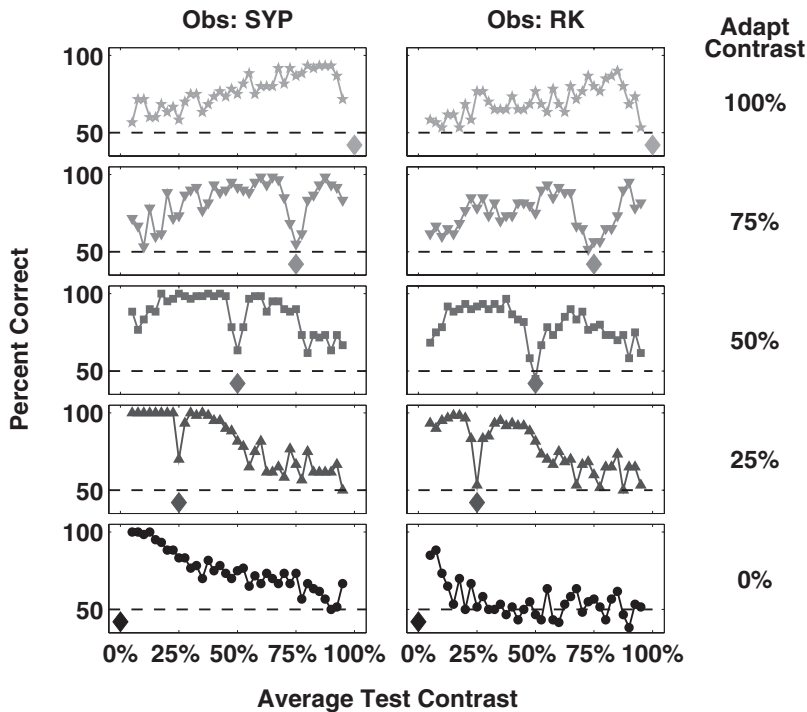 Obs: SYP
Obs: RK
Adapt
Contrast
100
50
100%
100
50
75%
100
50
50%
100
50
25%
100
50
0%
Percent Correct
0% 25% 50% 75% 100%
0% 25% 50% 75% 100%
Average Test Contrast